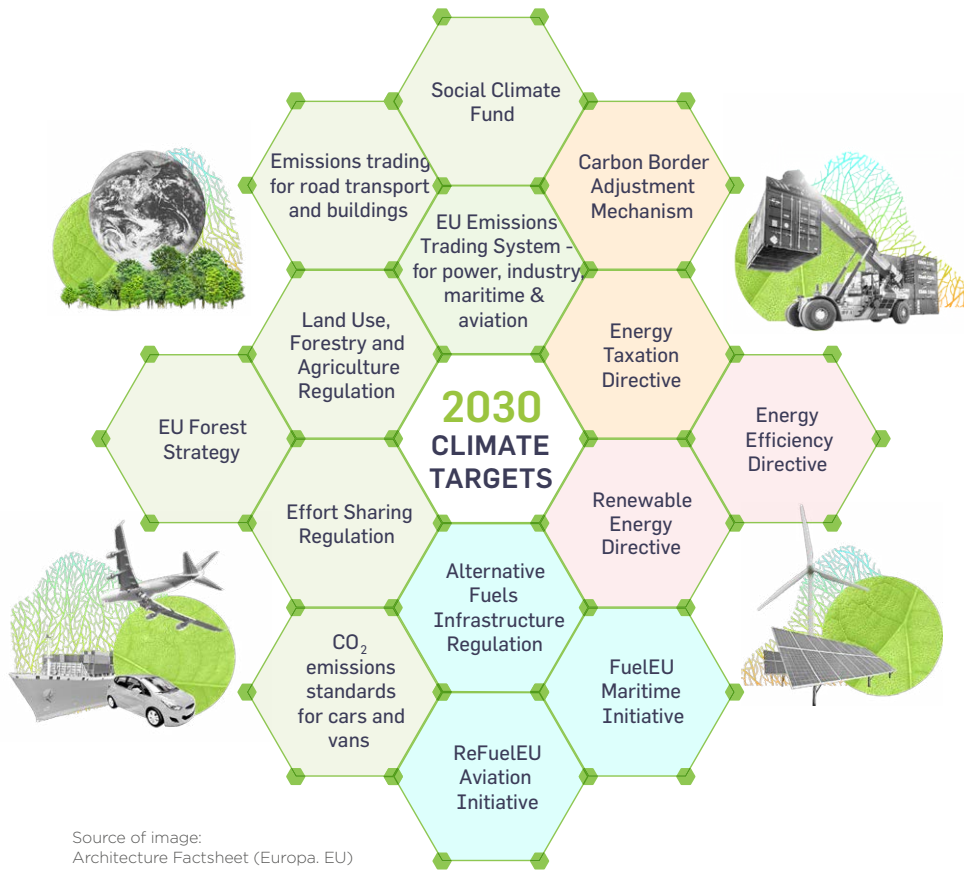 Social Climate
Fund
Emissions trading
for road transport
and buildings
Carbon Border
Adjustment
Mechanism
EU Emissions
Trading System -
for power, industry,
maritime &
aviation
Land Use,
Forestry and
Agriculture
Regulation
Energy
Taxation
Directive
EU Forest
Strategy
2030
CLIMATE
TARGETS
Energy
Efficiency
Directive
Effort Sharing
Regulation
Renewable
Energy
Directive
Alternative
Fuels
Infrastructure
Regulation
CO₂
emissions
standards
for cars and
vans
FuelEU
Maritime
Initiative
ReFuelEU
Aviation
Initiative
Source of image:
Architecture Factsheet (Europa. EU)